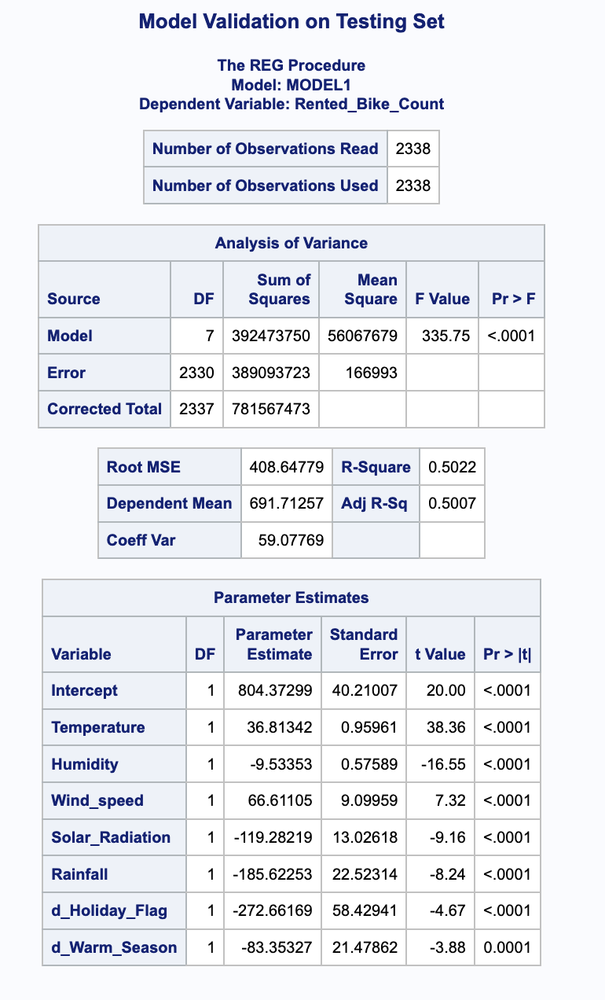 Model Validation on Testing Set
The REG Procedure
Model: MODEL1
Dependent Variable: Rented_Bike_Count
Number of Observations Read 2338
Number of Observations Used 2338
Analysis of Variance
Source DF Sum of Squares Mean Square F Value Pr > F
Model 7 392473750 56067679 335.75 <.0001
Error 2330 389093723 166993
Corrected Total 2337 781567473
Root MSE 408.64779 R-Square 0.5022
Dependent Mean 691.71257 Adj R-Sq 0.5007
Coeff Var 59.07769
Parameter Estimates
Variable DF Parameter Estimate Standard Error t Value Pr > |t|
Intercept 1 804.37299 40.21007 20.00 <.0001
Temperature 1 36.81342 0.95961 38.36 <.0001
Humidity 1 -9.53353 0.57589 -16.55 <.0001
Wind_speed 1 66.61105 9.09959 7.32 <.0001
Solar_Radiation 1 -119.28219 13.02618 -9.16 <.0001
Rainfall 1 -185.62253 22.52314 -8.24 <.0001
d_Holiday_Flag 1 -272.66169 58.42941 -4.67 <.0001
d_Warm_Season 1 -83.35327 21.47862 -3.88 0.0001